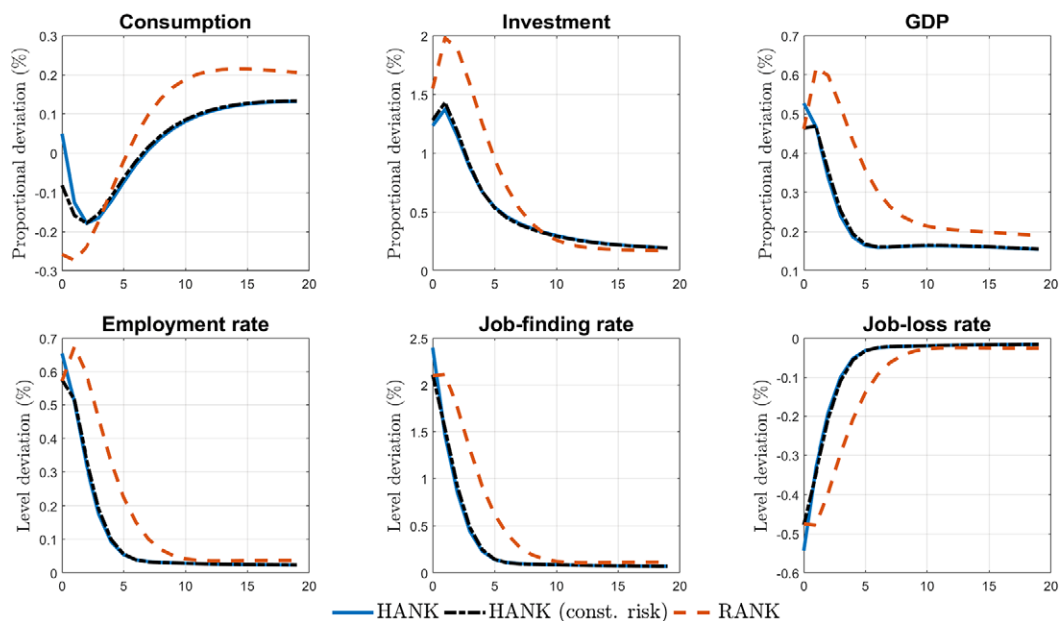 Consumption
Investment
GDP
Proportional deviation (%)
0.3
0.2
0.1
0
-0.1
-0.2
-0.3
0 5 10 15 20
Proportional deviation (%)
2
1.5
1
0.5
0
0 5 10 15 20
Proportional deviation (%)
0.7
0.6
0.5
0.4
0.3
0.2
0.1
0 5 10 15 20
Employment rate
Job-finding rate
Job-loss rate
Level deviation (%)
0.7
0.6
0.5
0.4
0.3
0.2
0.1
0
0 5 10 15 20
Level deviation (%)
2.5
2
1.5
1
0.5
0
0 5 10 15 20
Level deviation (%)
0
-0.1
-0.2
-0.3
-0.4
-0.5
-0.6
0 5 10 15 20
HANK HANK (const. risk) RANK